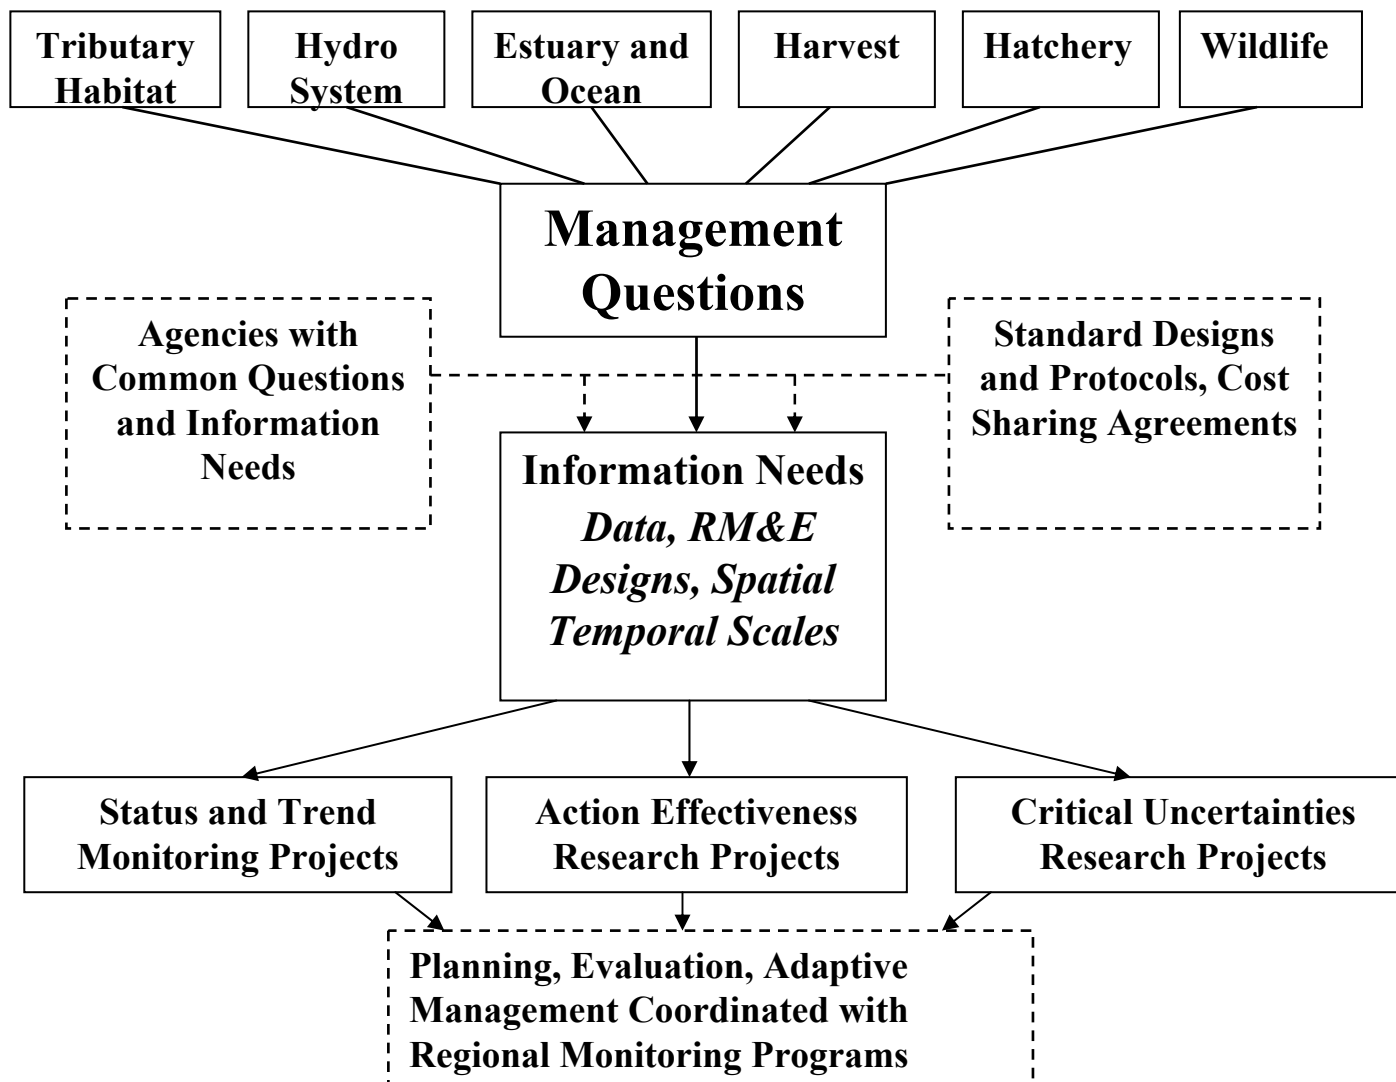 Tributary
Habitat
Hydro
System
Estuary and
Ocean
Harvest
Hatchery
Wildlife
Management
Questions
Agencies with
Common Questions
and Information
Needs
Standard Designs
and Protocols, Cost
Sharing Agreements
Information Needs
Data, RM&E
Designs, Spatial
Temporal Scales
Status and Trend
Monitoring Projects
Action Effectiveness
Research Projects
Critical Uncertainties
Research Projects
Planning, Evaluation, Adaptive
Management Coordinated with
Regional Monitoring Programs